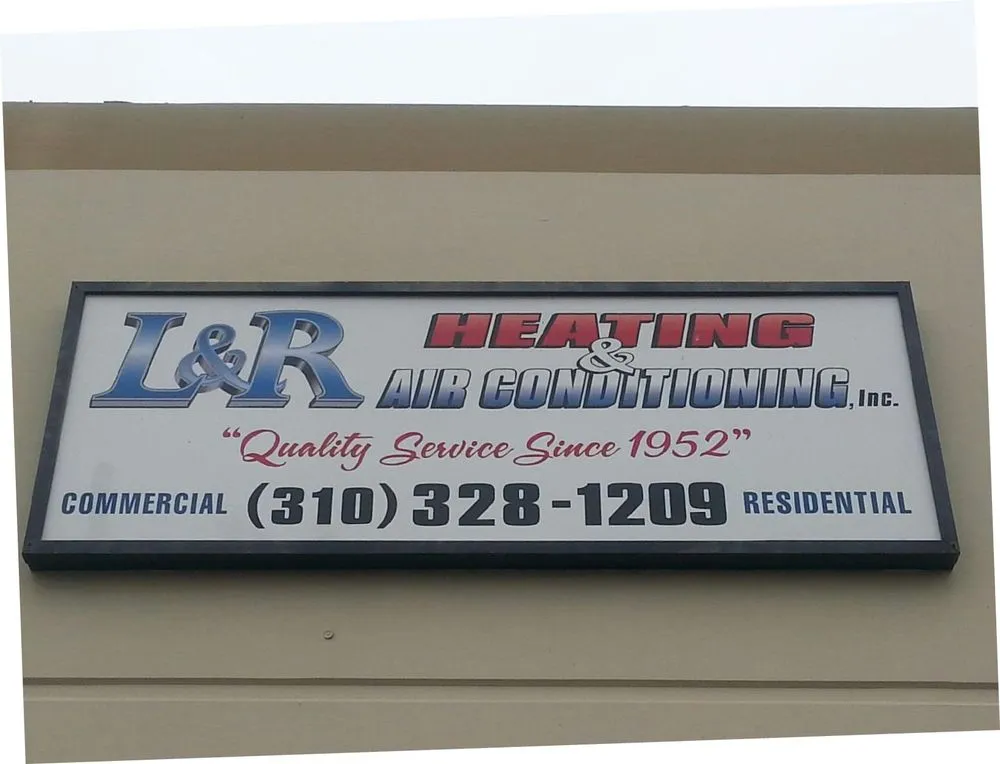 L&R HEATING
&
AIR CONDITIONING, Inc.
“Quality Service Since 1952”
COMMERCIAL (310) 328-1209 RESIDENTIAL